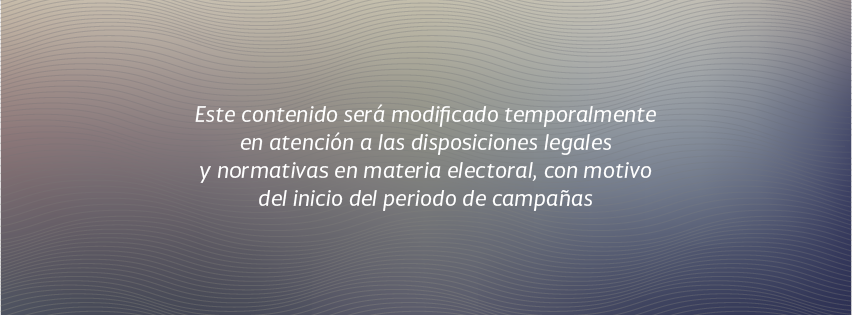 Este contenido será modificado temporalmente
en atención a las disposiciones legales
y normativas en materia electoral, con motivo
del inicio del periodo de campañas